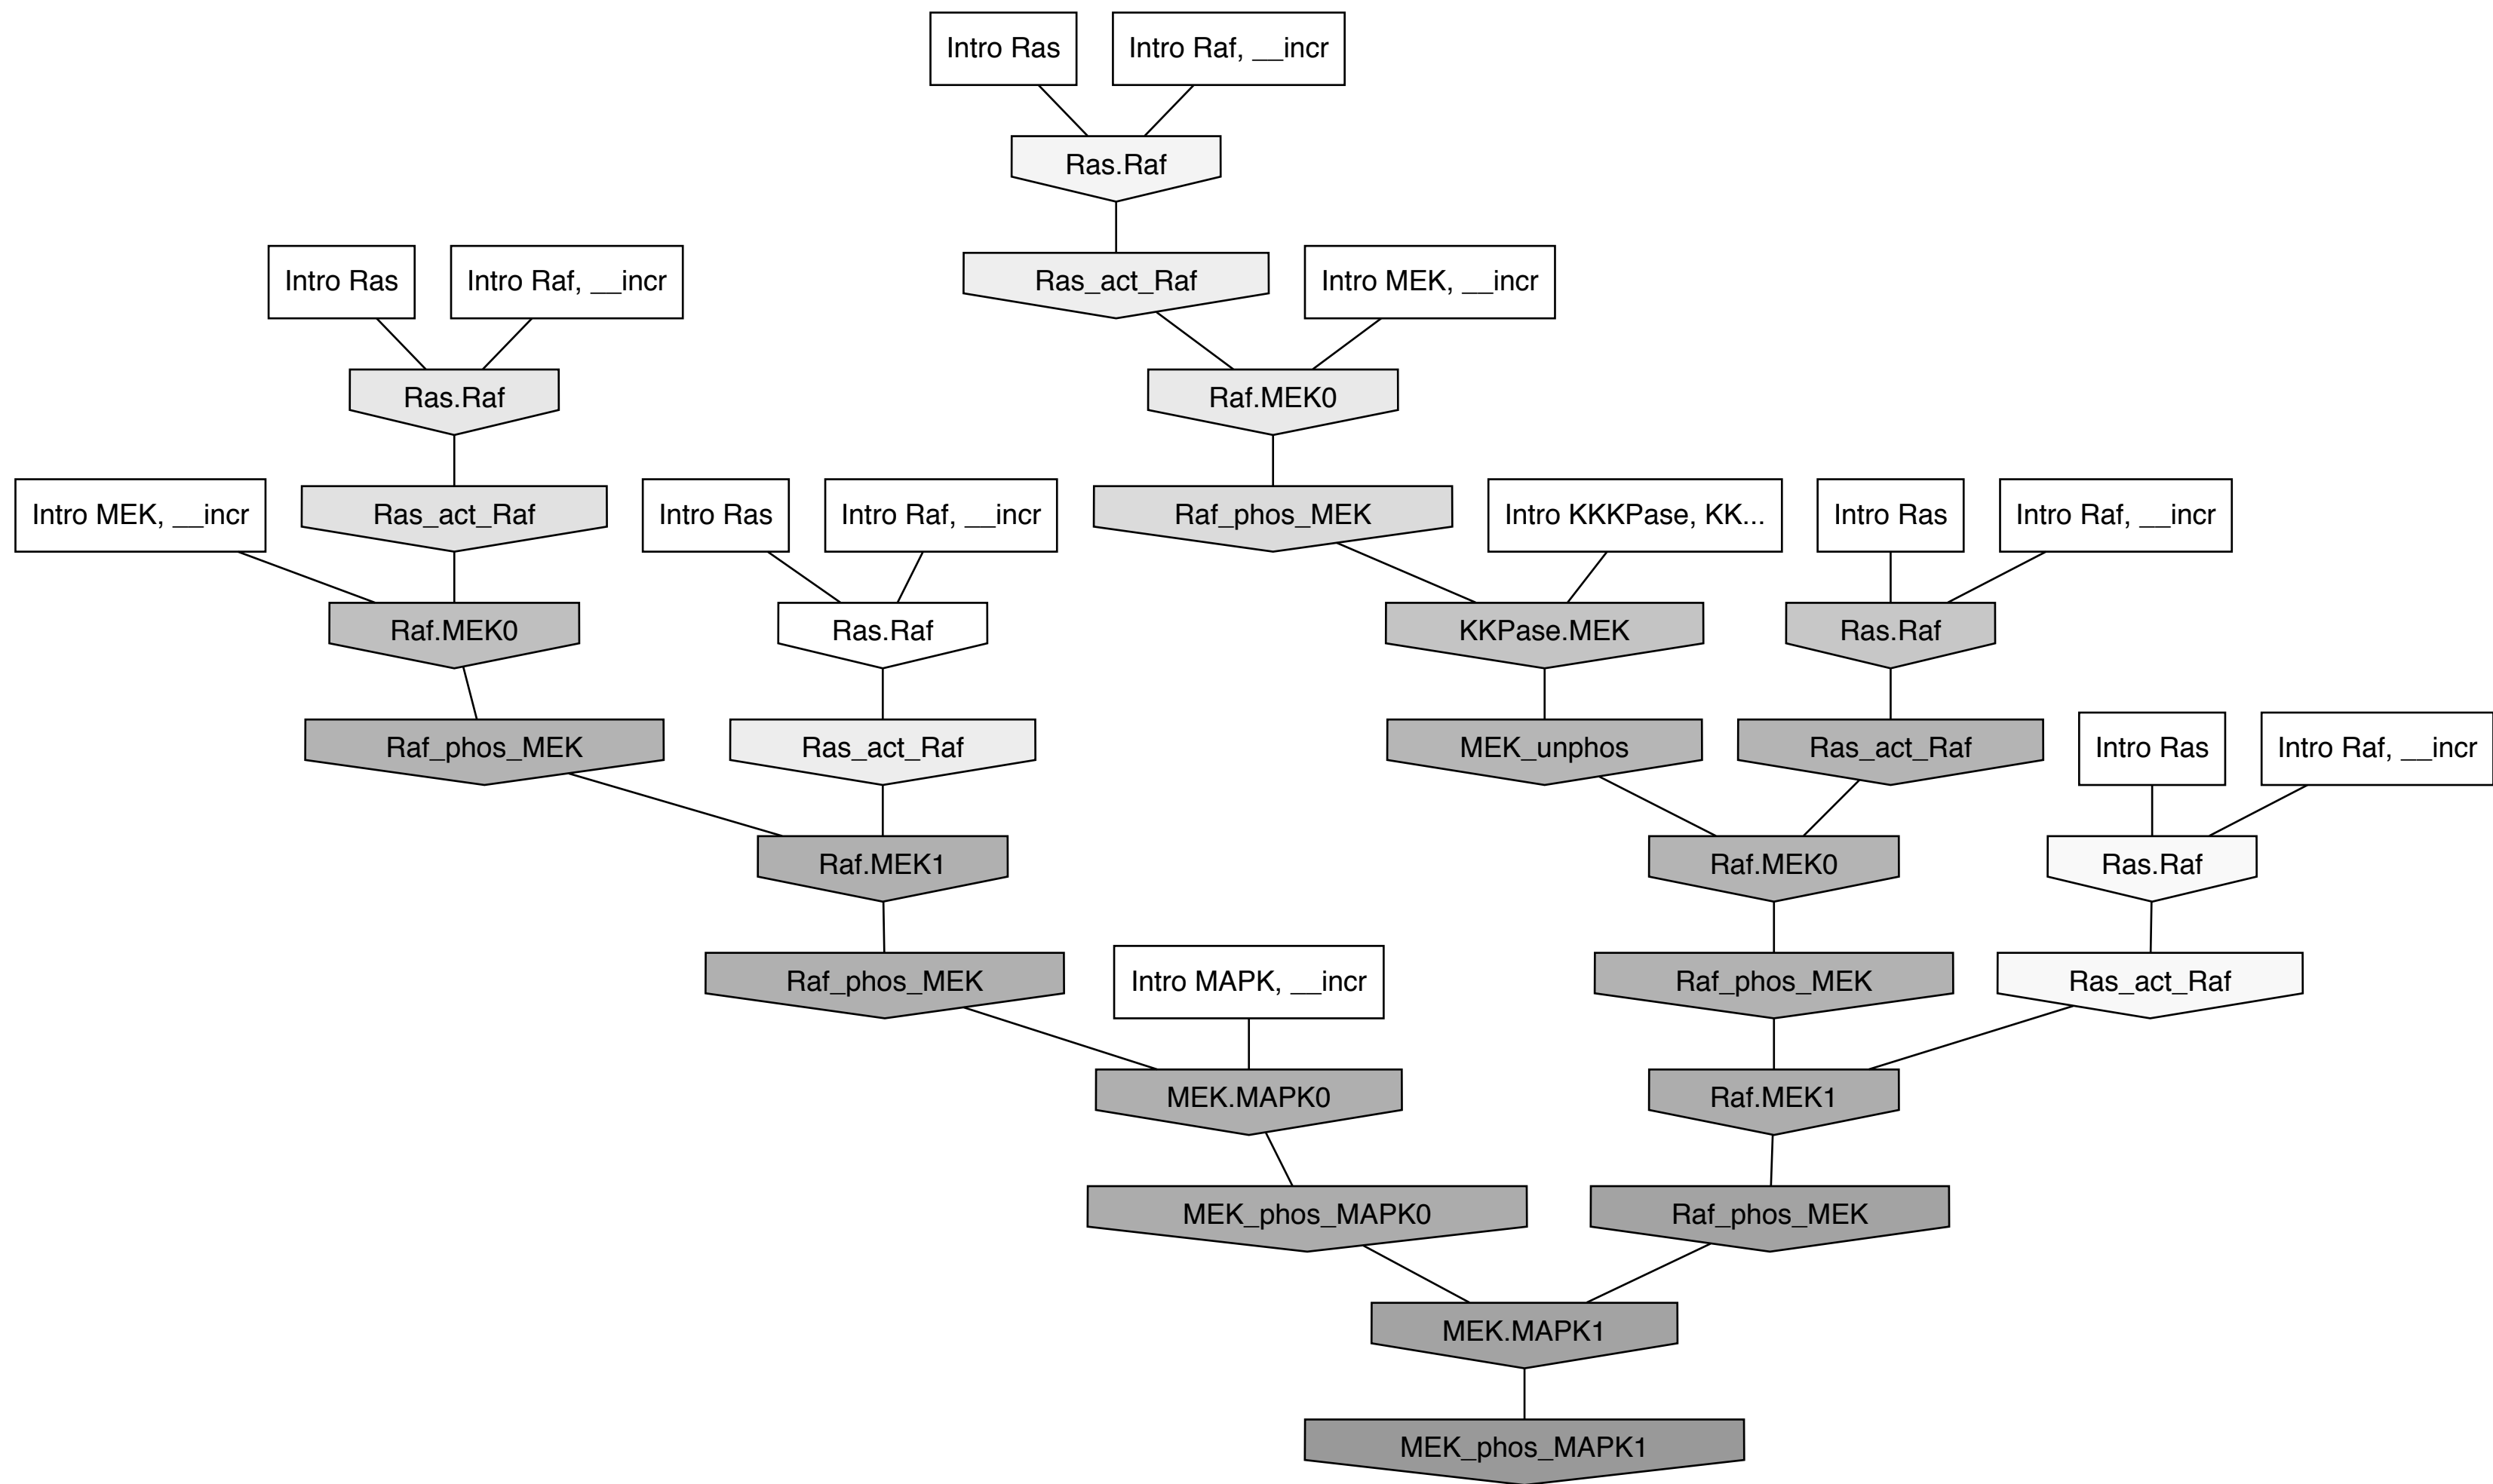 Intro Ras
Intro Raf, __incr
Ras.Raf
Intro Ras
Intro Raf, __incr
Ras_act_Raf
Intro MEK, __incr
Ras.Raf
Raf.MEK0
Intro MEK, __incr
Ras_act_Raf
Intro Ras
Intro Raf, __incr
Raf_phos_MEK
Intro KKKPase, KK...
Intro Ras
Intro Raf, __incr
Raf.MEK0
Ras.Raf
KKPase.MEK
Ras.Raf
Raf_phos_MEK
Ras_act_Raf
MEK_unphos
Ras_act_Raf
Intro Ras
Intro Raf, __incr
Raf.MEK1
Raf.MEK0
Ras.Raf
Raf_phos_MEK
Intro MAPK, __incr
Raf_phos_MEK
Ras_act_Raf
MEK.MAPK0
Raf.MEK1
MEK_phos_MAPK0
Raf_phos_MEK
MEK.MAPK1
MEK_phos_MAPK1